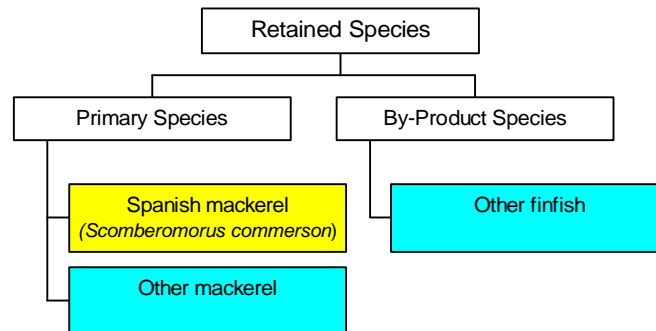 Retained Species
Primary Species
By-Product Species
Spanish mackerel
(Scomberomorus commerson)
Other finfish
Other mackerel